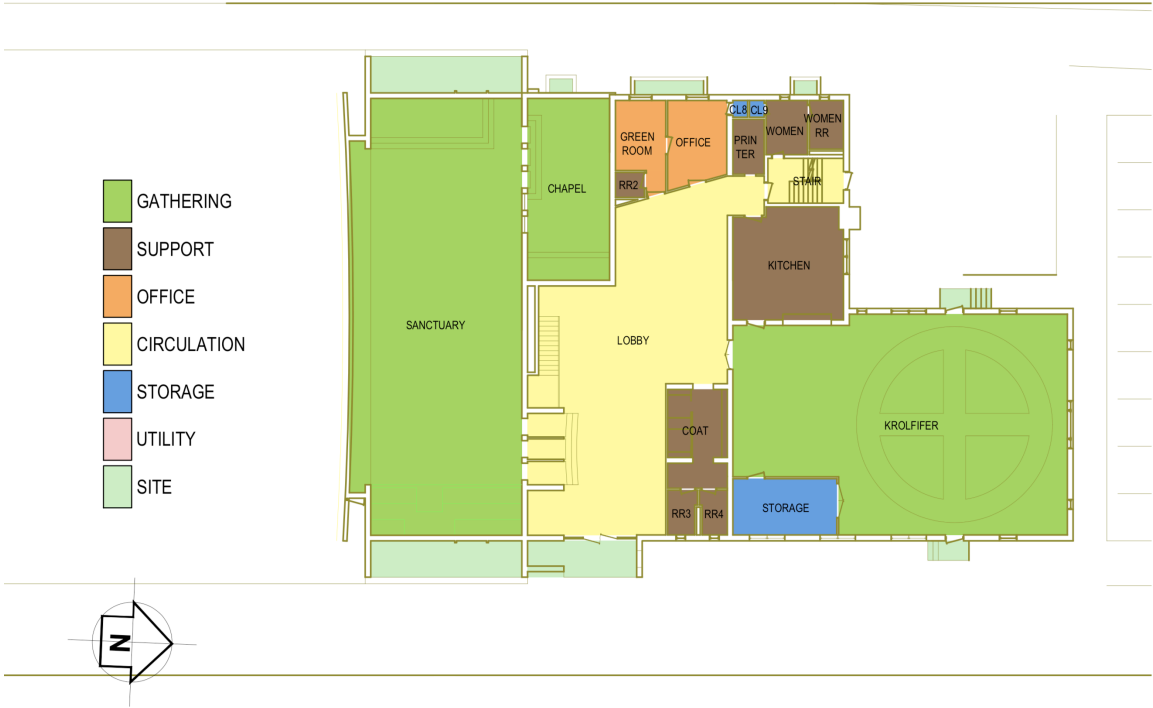 GATHERING
SUPPORT
OFFICE
CIRCULATION
STORAGE
UTILITY
SITE
SANCTUARY
CHAPEL
GREEN
ROOM
OFFICE
RR2
CL8
CL9
PRIN
TER
WOMEN
WOMEN
RR
STAIR
KITCHEN
LOBBY
COAT
RR3
RR4
STORAGE
KROLFIFER
N